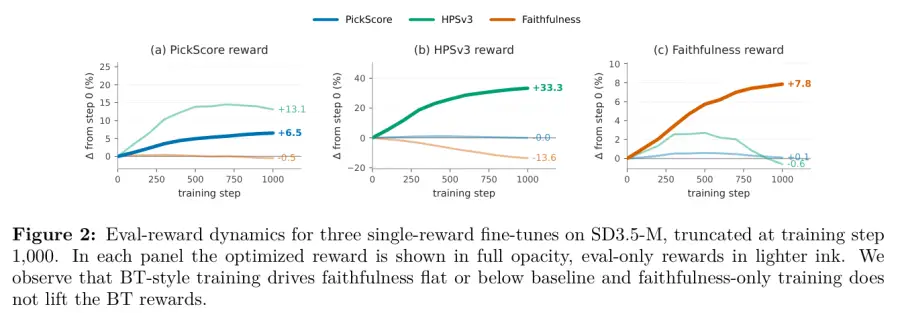 PickScore HPSv3 Faithfulness
(a) PickScore reward
Δ from step 0 (%)
25
20
15
10
5
0
+13.1
+6.5
-0.5
0 250 500 750 1000
training step
(b) HPSv3 reward
Δ from step 0 (%)
40
20
0
−20
+33.3
-0.0
-13.6
0 250 500 750 1000
training step
(c) Faithfulness reward
Δ from step 0 (%)
10
8
6
4
2
0
+7.8
+0.1
-0.6
0 250 500 750 1000
training step
Figure 2: Eval-reward dynamics for three single-reward fine-tunes on SD3.5-M, truncated at training step
1,000. In each panel the optimized reward is shown in full opacity, eval-only rewards in lighter ink. We
observe that BT-style training drives faithfulness flat or below baseline and faithfulness-only training does
not lift the BT rewards.